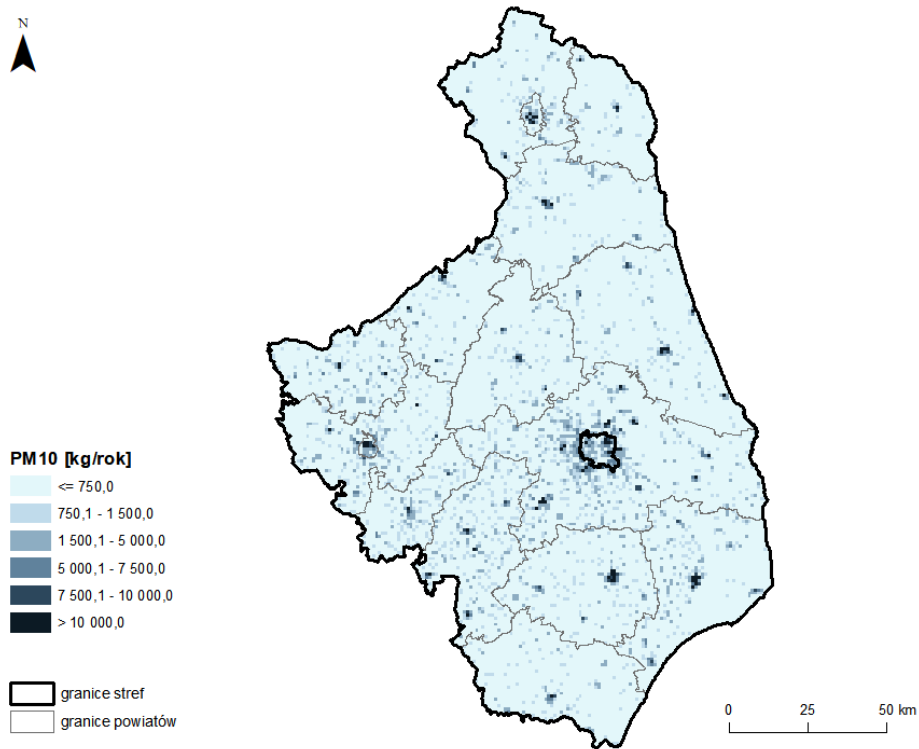 N
PM10 [kg/rok]
<= 750,0
750,1 - 1 500,0
1 500,1 - 5 000,0
5 000,1 - 7 500,0
7 500,1 - 10 000,0
> 10 000,0
granice stref
granice powiatów
0 25 50 km